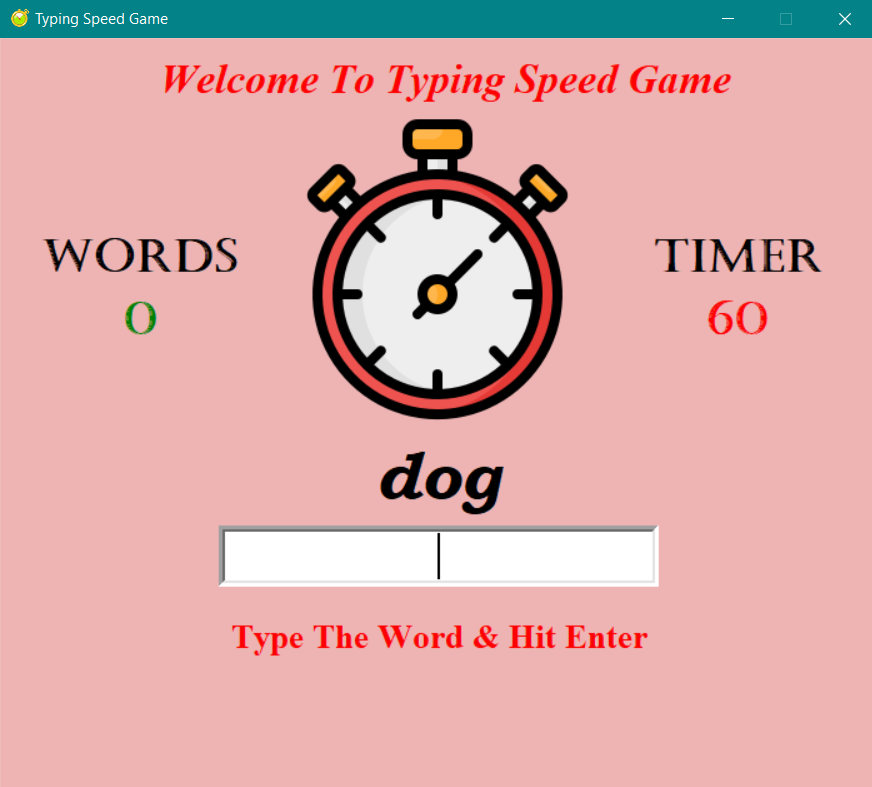 Typing Speed Game
Welcome To Typing Speed Game
WORDS
0
TIMER
60
dog
Type The Word & Hit Enter